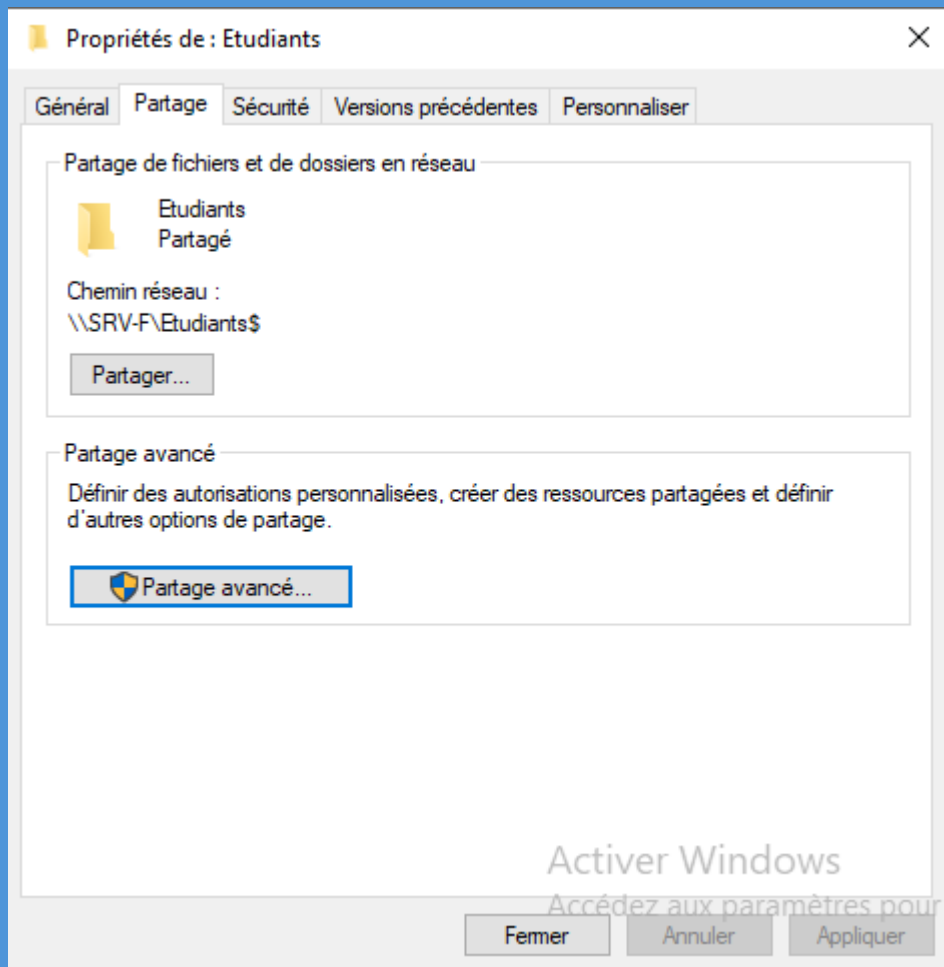 Propriétés de : Etudiants
Général Partage Sécurité Versions précédentes Personnaliser
Partage de fichiers et de dossiers en réseau
Etudiants
Partagé
Chemin réseau :
\\SRV-F\Etudiants$
Partager...
Partage avancé
Définir des autorisations personnalisées, créer des ressources partagées et définir
d'autres options de partage.
Partage avancé...
Activer Windows
Accédez aux paramètres pour
Fermer Annuler Appliquer